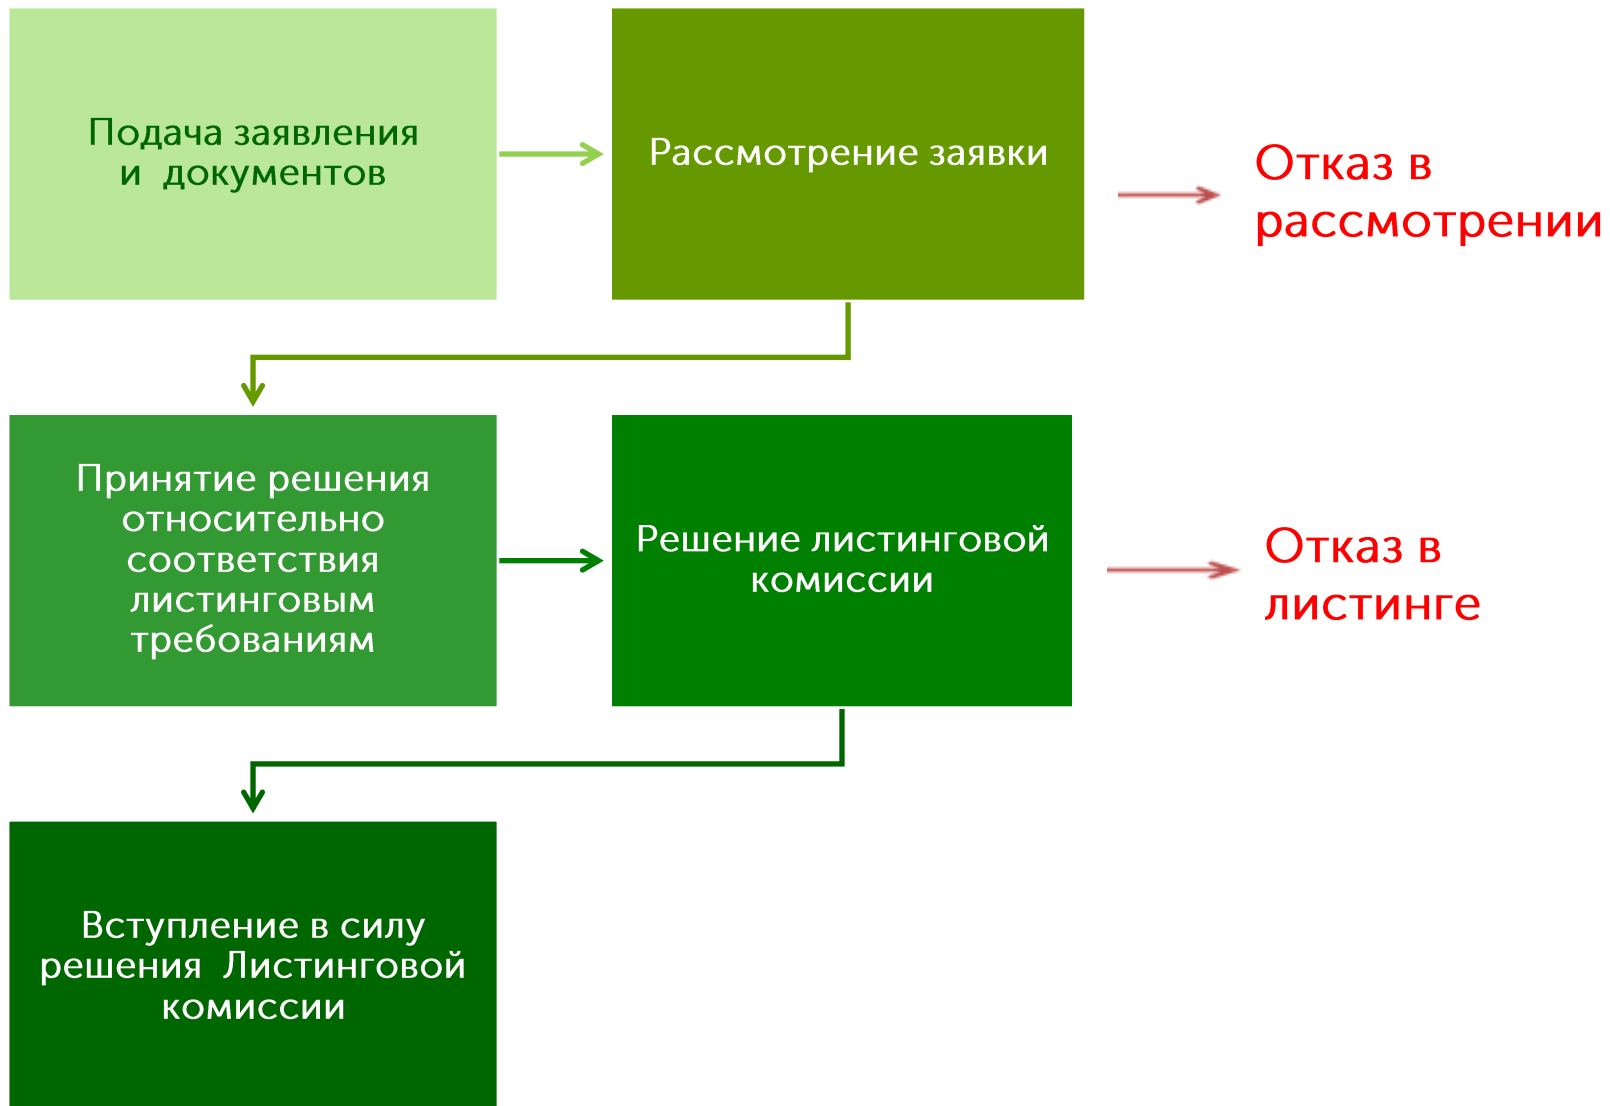 Подача заявления
и документов
Рассмотрение заявки
Отказ в
рассмотрении
Принятие решения
относительно
соответствия
листинговым
требованиям
Решение листинговой
комиссии
Отказ в
листинге
Вступление в силу
решения Листинговой
комиссии